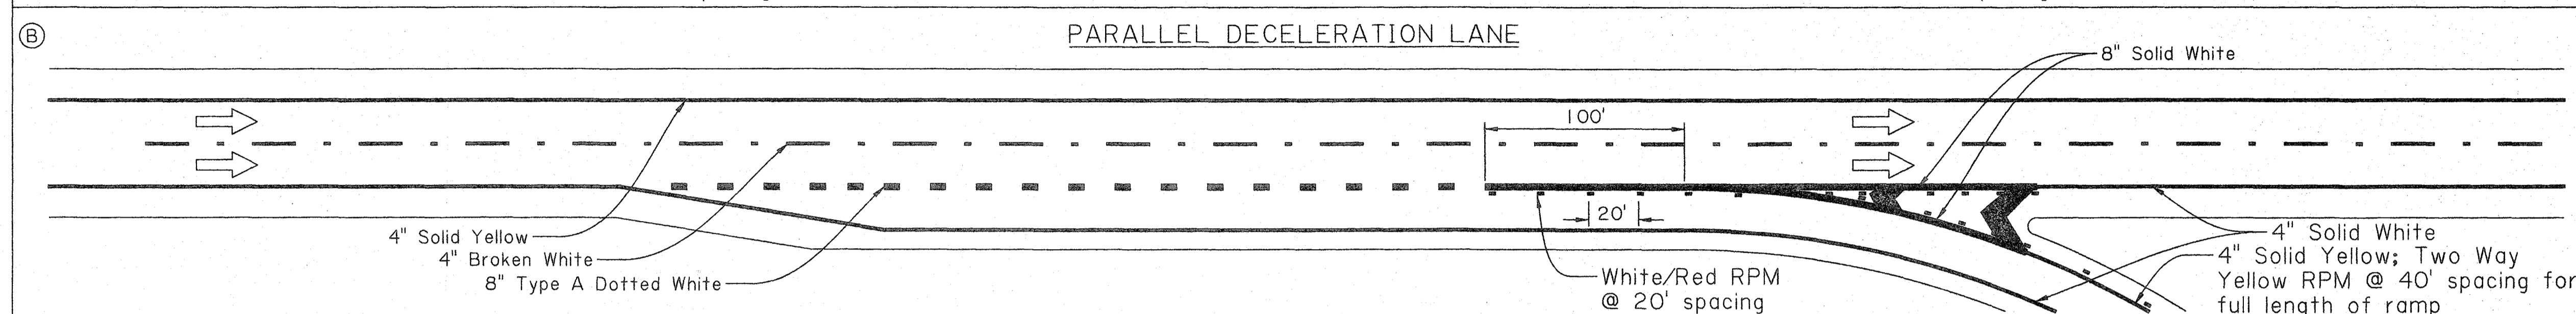 B
PARALLEL DECELERATION LANE
8" Solid White
100'
20'
4" Solid Yellow
4" Broken White
8" Type A Dotted White
White/Red RPM
@ 20' spacing
4" Solid White
4" Solid Yellow; Two Way
Yellow RPM @ 40' spacing for
full length of ramp